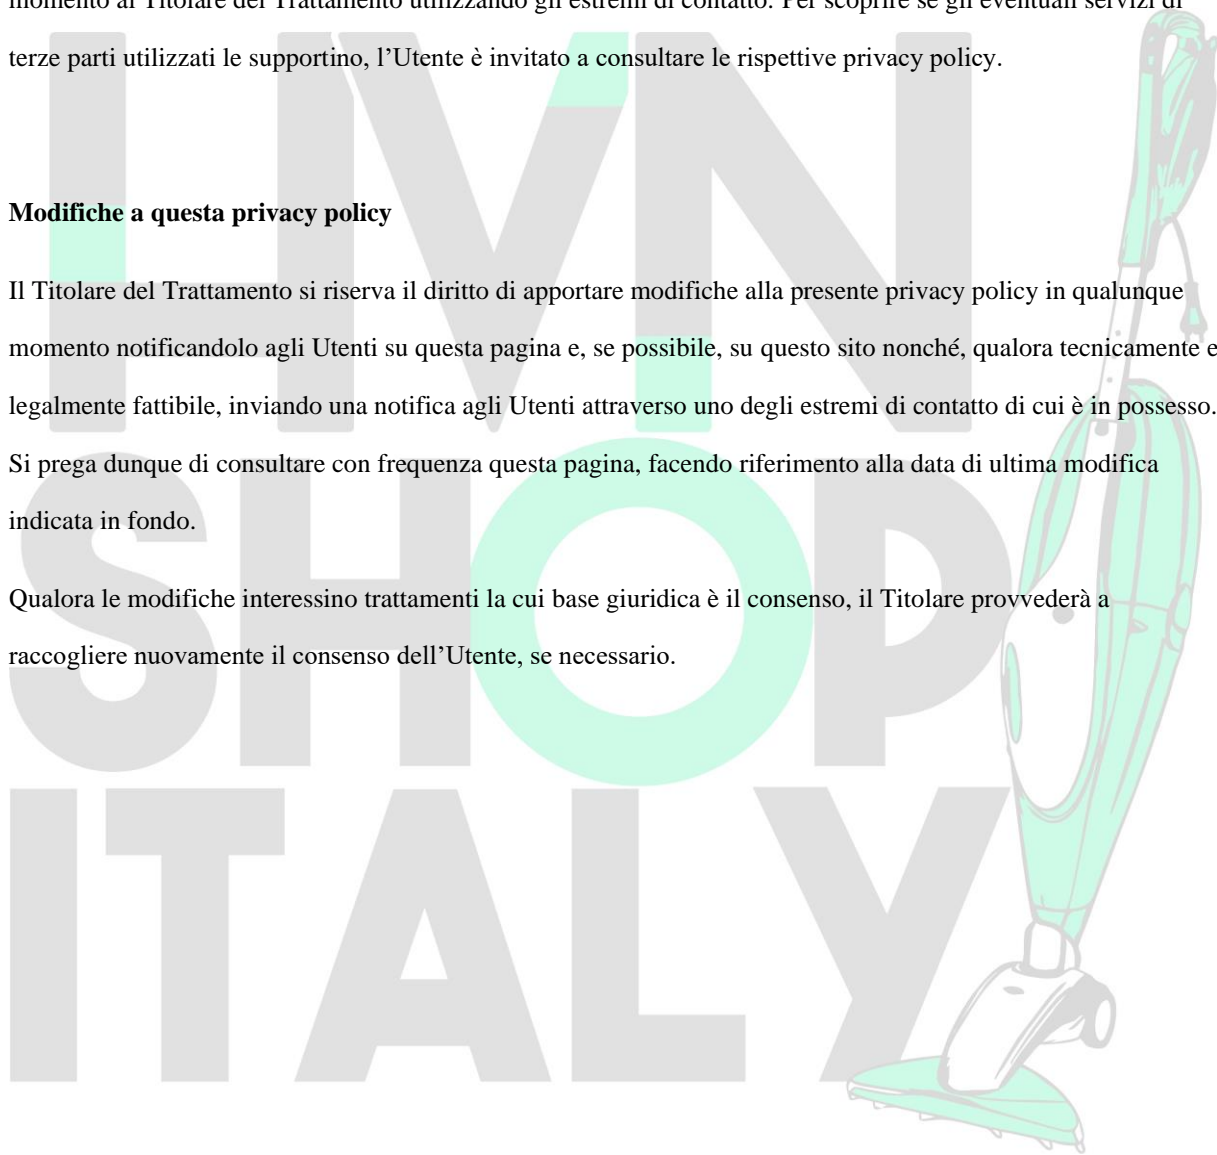 momento al Titolare del Trattamento utilizzando gli estremi di contatto. Per scoprire se gli eventuali servizi di
terze parti utilizzati le supportino, l’Utente è invitato a consultare le rispettive privacy policy.
Modifiche a questa privacy policy
Il Titolare del Trattamento si riserva il diritto di apportare modifiche alla presente privacy policy in qualunque
momento notificandolo agli Utenti su questa pagina e, se possibile, su questo sito nonché, qualora tecnicamente e
legalmente fattibile, inviando una notifica agli Utenti attraverso uno degli estremi di contatto di cui è in possesso.
Si prega dunque di consultare con frequenza questa pagina, facendo riferimento alla data di ultima modifica
indicata in fondo.
Qualora le modifiche interessino trattamenti la cui base giuridica è il consenso, il Titolare provvederà a
raccogliere nuovamente il consenso dell’Utente, se necessario.
HVN
SHOP
ITALY